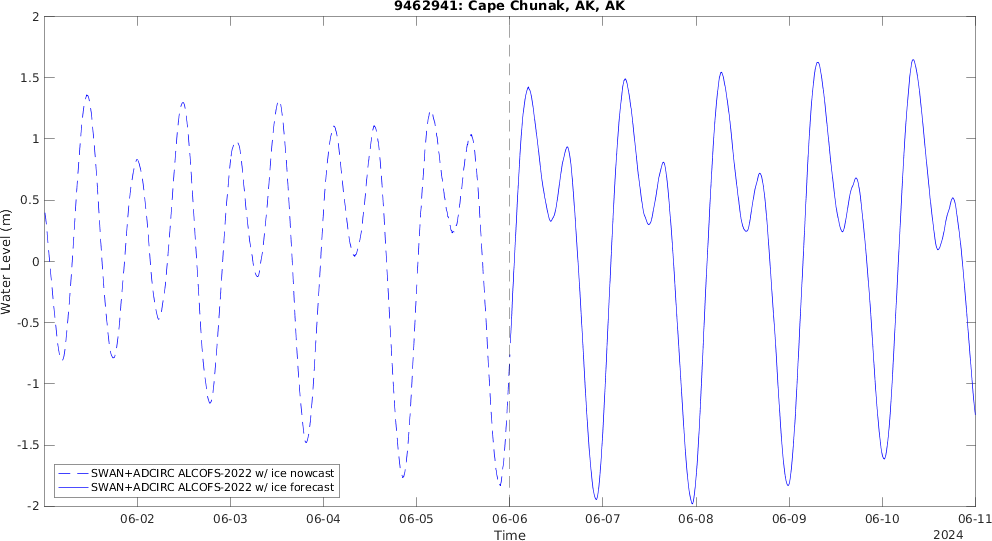 9462941: Cape Chunak, AK, AK
2
1.5
1
0.5
0
-0.5
-1
-1.5
-2
Water Level (m)
SWAN+ADCIRC ALCOFS-2022 w/ ice nowcast
SWAN+ADCIRC ALCOFS-2022 w/ ice forecast
06-02 06-03 06-04 06-05 06-06 06-07 06-08 06-09 06-10 06-11
Time
2024